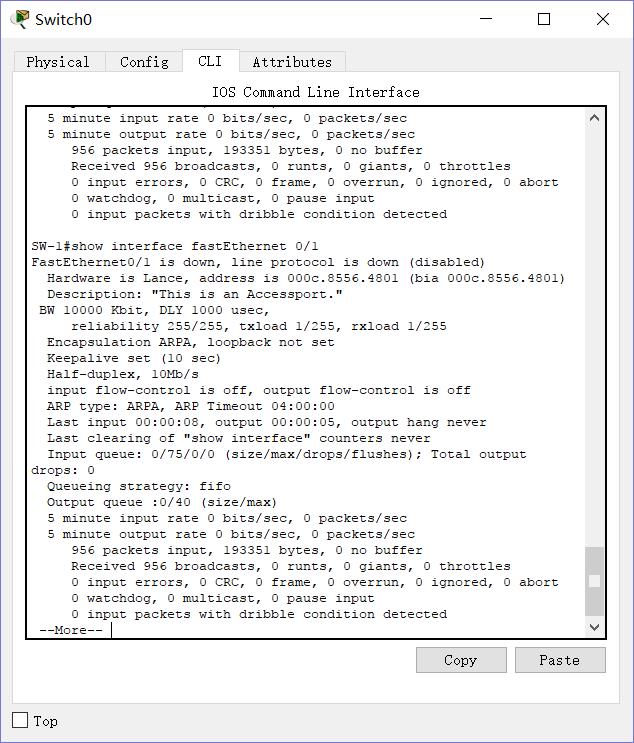 Switch0
Physical Config CLI Attributes
IOS Command Line Interface
5 minute input rate 0 bits/sec, 0 packets/sec
5 minute output rate 0 bits/sec, 0 packets/sec
956 packets input, 193351 bytes, 0 no buffer
Received 956 broadcasts, 0 runts, 0 giants, 0 throttles
0 input errors, 0 CRC, 0 frame, 0 overrun, 0 ignored, 0 abort
0 watchdog, 0 multicast, 0 pause input
0 input packets with dribble condition detected
SW-1#show interface fastEthernet 0/1
FastEthernet0/1 is down, line protocol is down (disabled)
Hardware is Lance, address is 000c.8556.4801 (bia 000c.8556.4801)
Description: "This is an Accessport."
BW 10000 Kbit, DLY 1000 usec,
reliability 255/255, txload 1/255, rxload 1/255
Encapsulation ARPA, loopback not set
Keepalive set (10 sec)
Half-duplex, 10Mb/s
input flow-control is off, output flow-control is off
ARP type: ARPA, ARP Timeout 04:00:00
Last input 00:00:08, output 00:00:05, output hang never
Last clearing of "show interface" counters never
Input queue: 0/75/0/0 (size/max/drops/flushes); Total output
drops: 0
Queueing strategy: fifo
Output queue :0/40 (size/max)
5 minute input rate 0 bits/sec, 0 packets/sec
5 minute output rate 0 bits/sec, 0 packets/sec
956 packets input, 193351 bytes, 0 no buffer
Received 956 broadcasts, 0 runts, 0 giants, 0 throttles
0 input errors, 0 CRC, 0 frame, 0 overrun, 0 ignored, 0 abort
0 watchdog, 0 multicast, 0 pause input
0 input packets with dribble condition detected
--More--
Copy Paste
Top